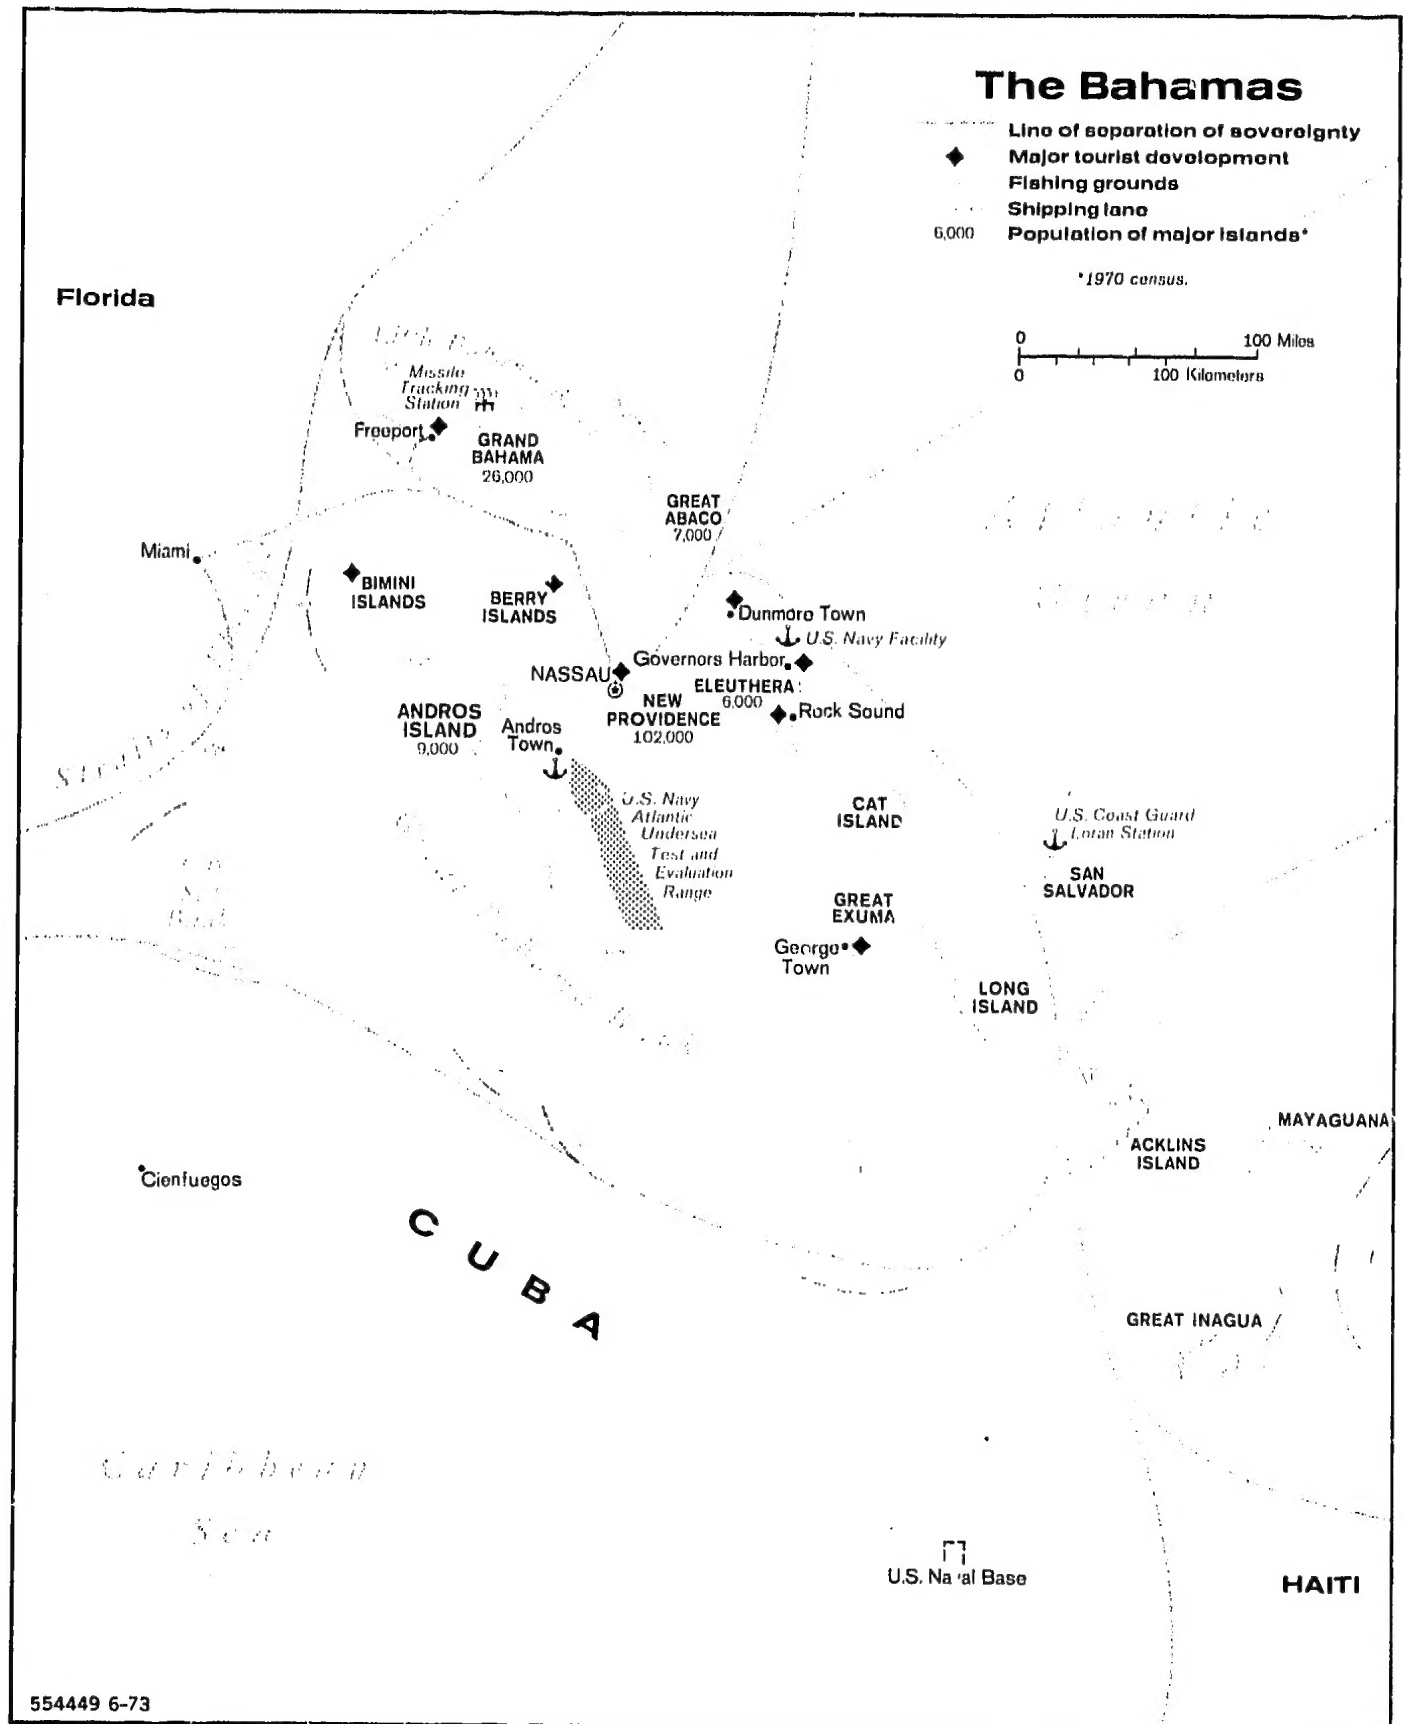 The Bahamas
Line of separation of sovereignty
Major tourist development
Fishing grounds
Shipping lane
6,000 Population of major islands*
*1970 census.
0 100 Miles
0 100 Kilometers
Florida
Missile
Tracking
Station
Freeport
GRAND
BAHAMA
26,000
GREAT
ABACO
7,000
Atlantic
Miami
BIMINI
ISLANDS
BERRY
ISLANDS
Dunmore Town
U.S. Navy Facility
Governors Harbor
NASSAU
ELEUTHERA
6,000
NEW
PROVIDENCE
102,000
Rock Sound
ANDROS
ISLAND
9,000
Andros
Town
U.S. Navy
Atlantic
Undersea
Test and
Evaluation
Range
CAT
ISLAND
U.S. Coast Guard
Loran Station
SAN
SALVADOR
GREAT
EXUMA
George
Town
LONG
ISLAND
MAYAGUANA
ACKLINS
ISLAND
Cienfuegos
CUBA
GREAT INAGUA
Caribbean
Sea
U.S. Naval Base
HAITI
554449 6-73